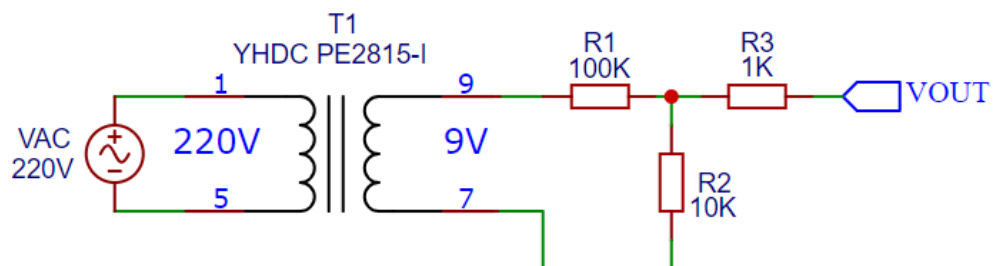 T1
YHDC PE2815-I
R1
100K
R3
1K
1
9
VOUT
VAC
220V
+
-
220V
9V
5
7
R2
10K